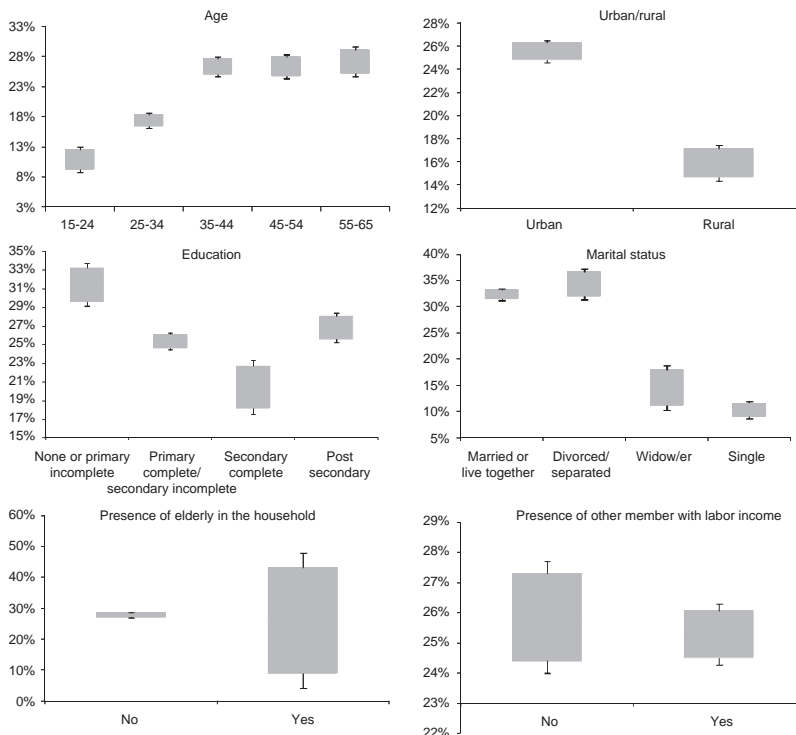 Age
33%
28%
23%
18%
13%
8%
3%
15-24 25-34 35-44 45-54 55-65
Urban/rural
28%
26%
24%
22%
20%
18%
16%
14%
12%
Urban Rural
Education
35%
33%
31%
29%
27%
25%
23%
21%
19%
17%
15%
None or primary incomplete
Primary complete/ secondary incomplete
Secondary complete
Post secondary
Marital status
40%
35%
30%
25%
20%
15%
10%
5%
Married or live together
Divorced/ separated
Widow/er
Single
Presence of elderly in the household
60%
50%
40%
30%
20%
10%
0%
No Yes
Presence of other member with labor income
29%
28%
27%
26%
25%
24%
23%
22%
No Yes